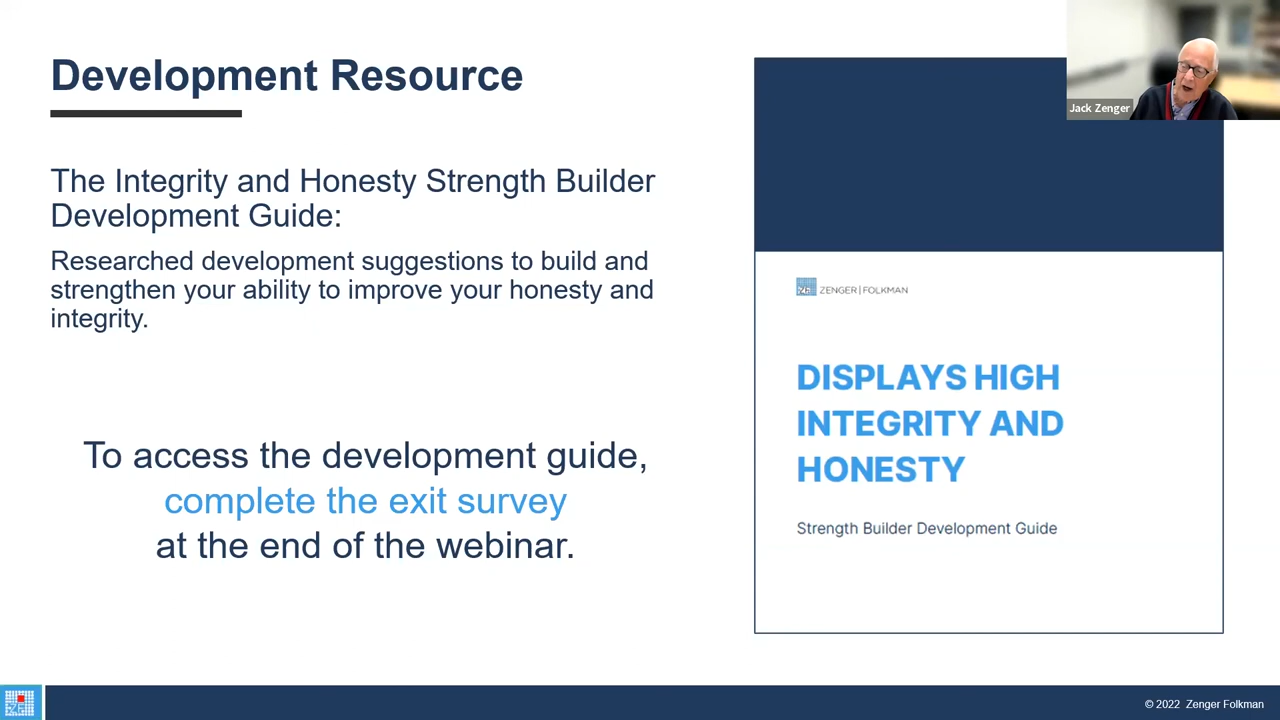 Development Resource
Jack Zenger
The Integrity and Honesty Strength Builder
Development Guide:
Researched development suggestions to build and
strengthen your ability to improve your honesty and
integrity.
To access the development guide,
complete the exit survey
at the end of the webinar.
ZENGER | FOLKMAN
DISPLAYS HIGH
INTEGRITY AND
HONESTY
Strength Builder Development Guide
© 2022 Zenger Folkman